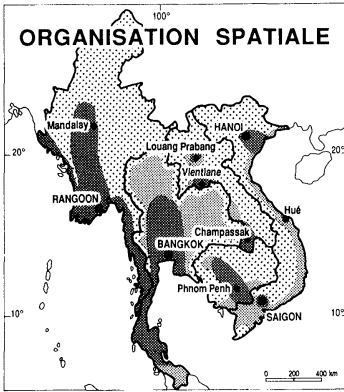 100°
ORGANISATION SPATIALE
Mandalay
HANOI
Louang Prabang
20°
20°
Vientiane
RANGOON
Hué
Champassak
BANGKOK
Phnom Penh
10°
10°
SAIGON
0 200 400 km